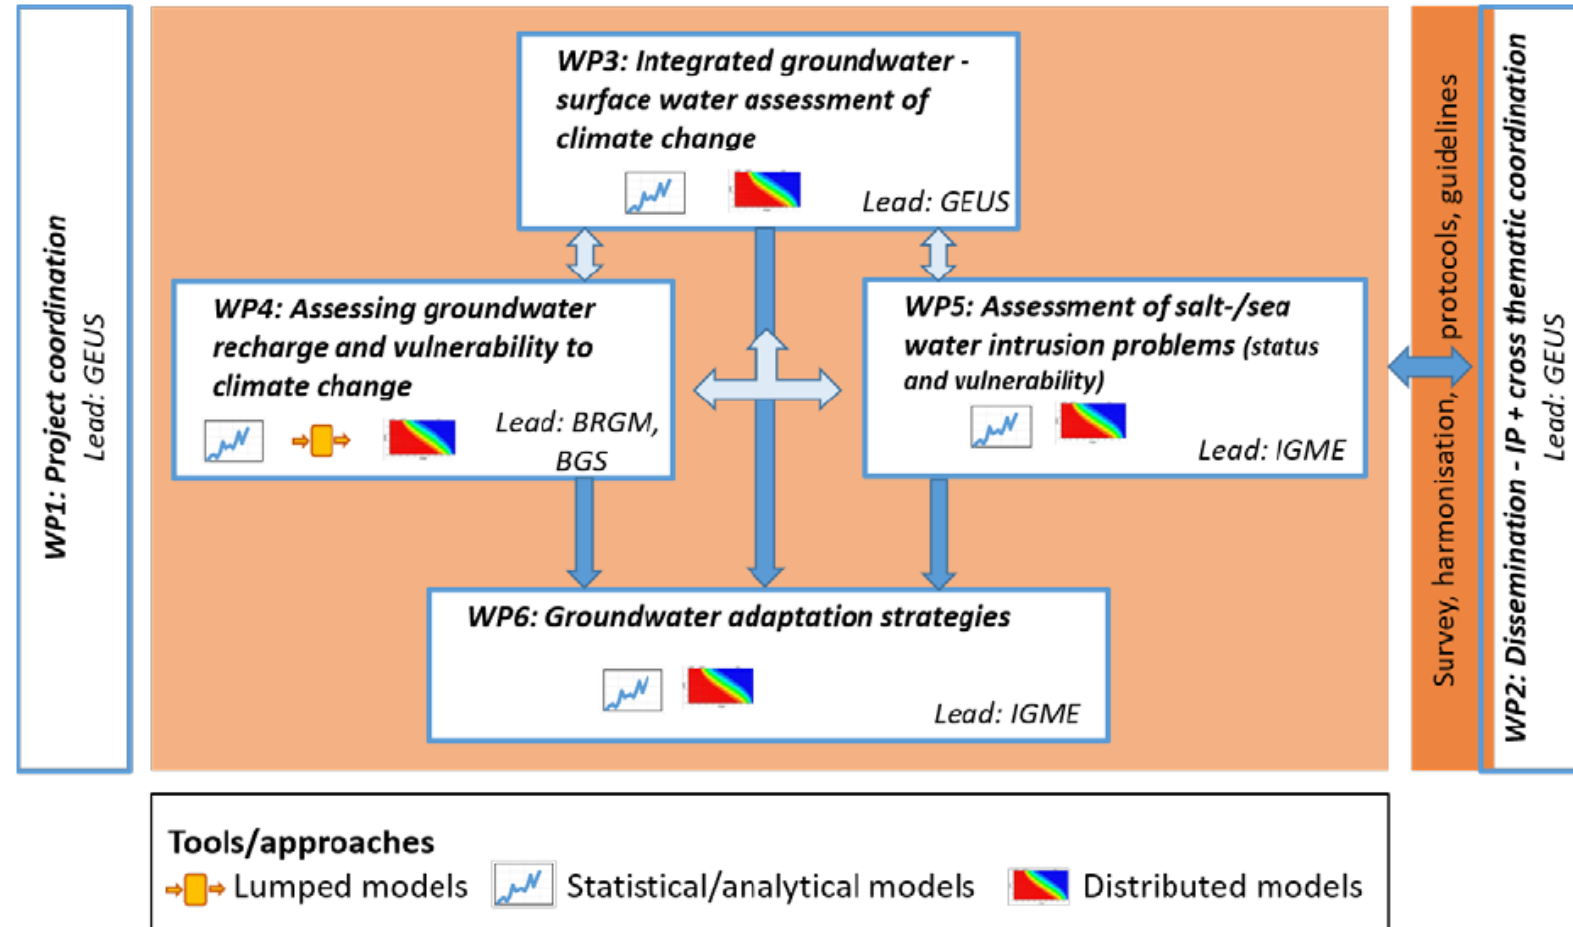 WP1: Project coordination
Lead: GEUS
WP3: Integrated groundwater -
surface water assessment of
climate change
Lead: GEUS
WP4: Assessing groundwater
recharge and vulnerability to
climate change
Lead: BRGM,
BGS
WP5: Assessment of salt-/sea
water intrusion problems (status
and vulnerability)
Lead: IGME
WP6: Groundwater adaptation strategies
Lead: IGME
Survey, harmonisation, protocols, guidelines
WP2: Dissemination - IP + cross thematic coordination
Lead: GEUS
Tools/approaches
Lumped models
Statistical/analytical models
Distributed models